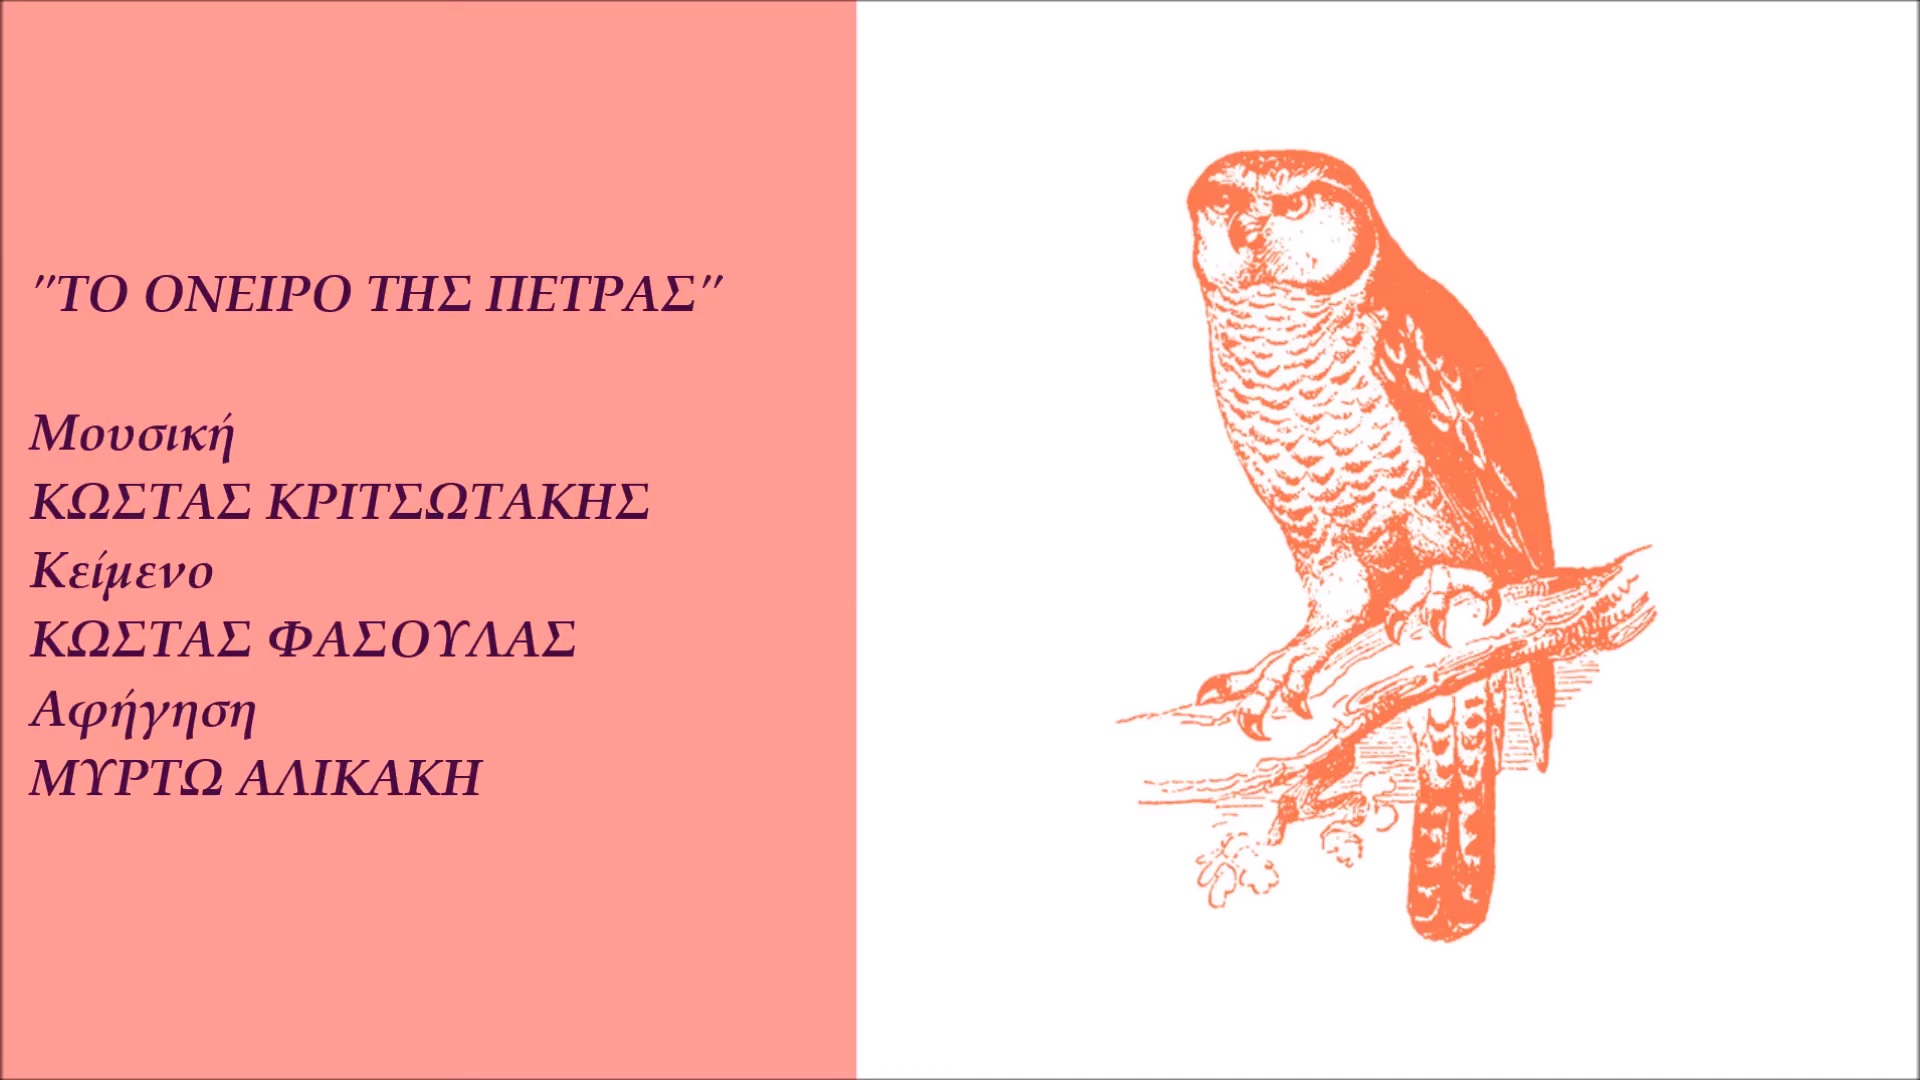 "ΤΟ ΟΝΕΙΡΟ ΤΗΣ ΠΕΤΡΑΣ"
Μουσική
ΚΩΣΤΑΣ ΚΡΙΤΣΩΤΑΚΗΣ
Κείμενο
ΚΩΣΤΑΣ ΦΑΣΟΥΛΑΣ
Αφήγηση
ΜΥΡΤΩ ΑΛΙΚΑΚΗ